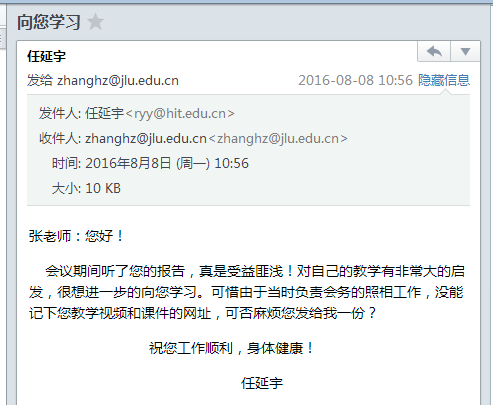 向您学习
任延宇
发给 zhanghz@jlu.edu.cn 2016-08-08 10:56 隐藏信息
发件人: 任延宇<ryy@hit.edu.cn>
收件人: zhanghz@jlu.edu.cn<zhanghz@jlu.edu.cn>
时间: 2016年8月8日 (周一) 10:56
大小: 10 KB
张老师：您好！
会议期间听了您的报告，真是受益匪浅！对自己的教学有非常大的启
发，很想进一步的向您学习。可惜由于当时负责会务的照相工作，没能
记下您教学视频和课件的网址，可否麻烦您发给我一份？
祝您工作顺利，身体健康！
任延宇